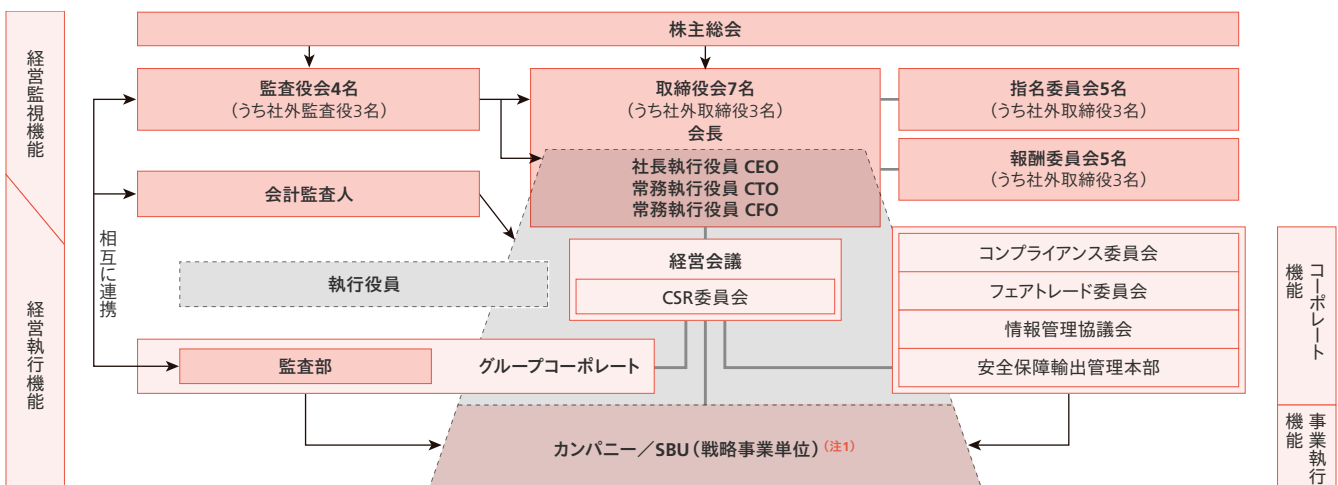 株主総会
経営監視機能
監査役会4名
(うち社外監査役3名)
取締役会7名
(うち社外取締役3名)
会長
指名委員会5名
(うち社外取締役3名)
報酬委員会5名
(うち社外取締役3名)
社長執行役員 CEO
常務執行役員 CTO
常務執行役員 CFO
会計監査人
相互に連携
執行役員
経営会議
CSR委員会
コンプライアンス委員会
フェアトレード委員会
情報管理協議会
安全保障輸出管理本部
コーポレート
機能
経営執行機能
監査部
グループコーポレート
カンパニー/SBU(戦略事業単位)(注1)
事業執行
機能